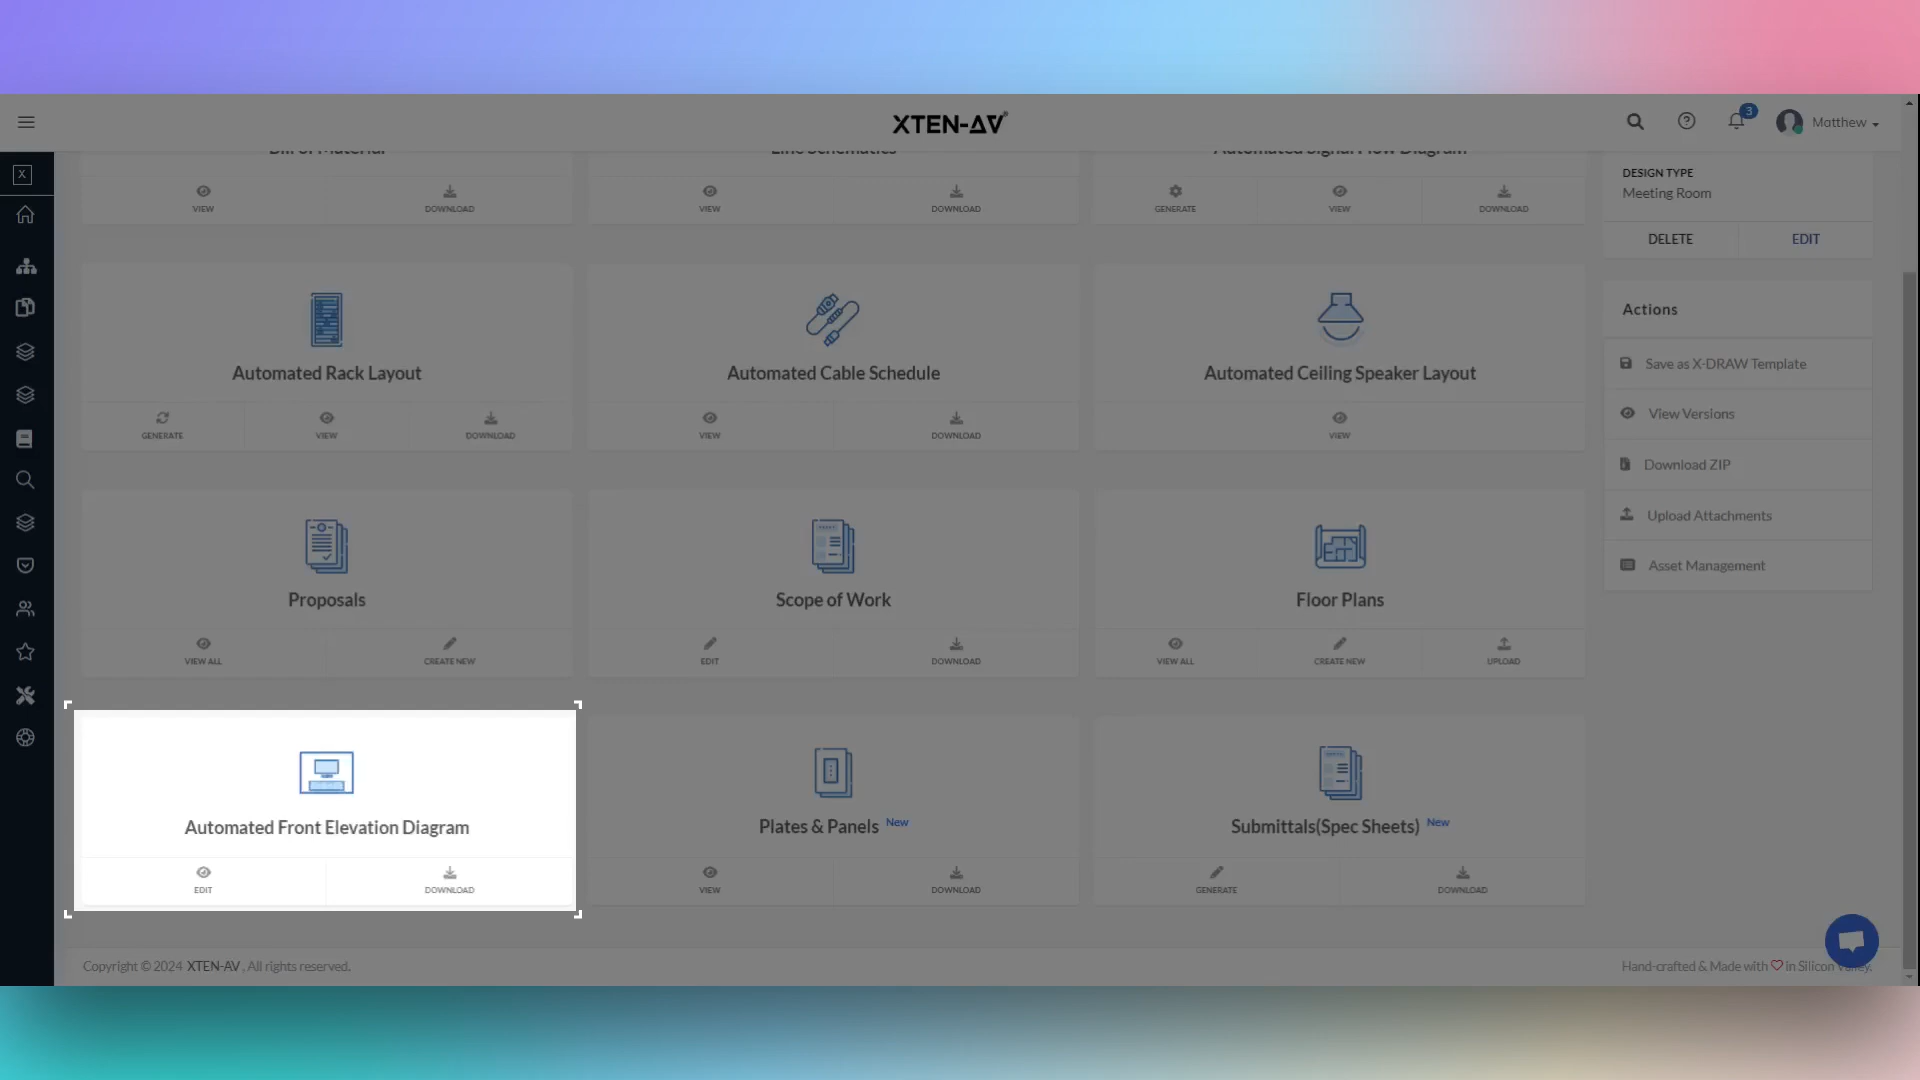 XTEN-AV®
3
Matthew
X
Bill of Material
Line Schematics
Automated Signal Flow Diagram
VIEW
DOWNLOAD
VIEW
DOWNLOAD
GENERATE
VIEW
DOWNLOAD
DESIGN TYPE
Meeting Room
DELETE
EDIT
Automated Rack Layout
GENERATE
VIEW
DOWNLOAD
Automated Cable Schedule
VIEW
DOWNLOAD
Automated Ceiling Speaker Layout
VIEW
Actions
Save as X-DRAW Template
View Versions
Download ZIP
Upload Attachments
Asset Management
Proposals
VIEW ALL
CREATE NEW
Scope of Work
EDIT
DOWNLOAD
Floor Plans
VIEW ALL
CREATE NEW
UPLOAD
Automated Front Elevation Diagram
EDIT
DOWNLOAD
Plates & Panels New
VIEW
DOWNLOAD
Submittals(Spec Sheets) New
GENERATE
DOWNLOAD
Copyright © 2024 XTEN-AV , All rights reserved.
Hand-crafted & Made with in Silicon Valley.